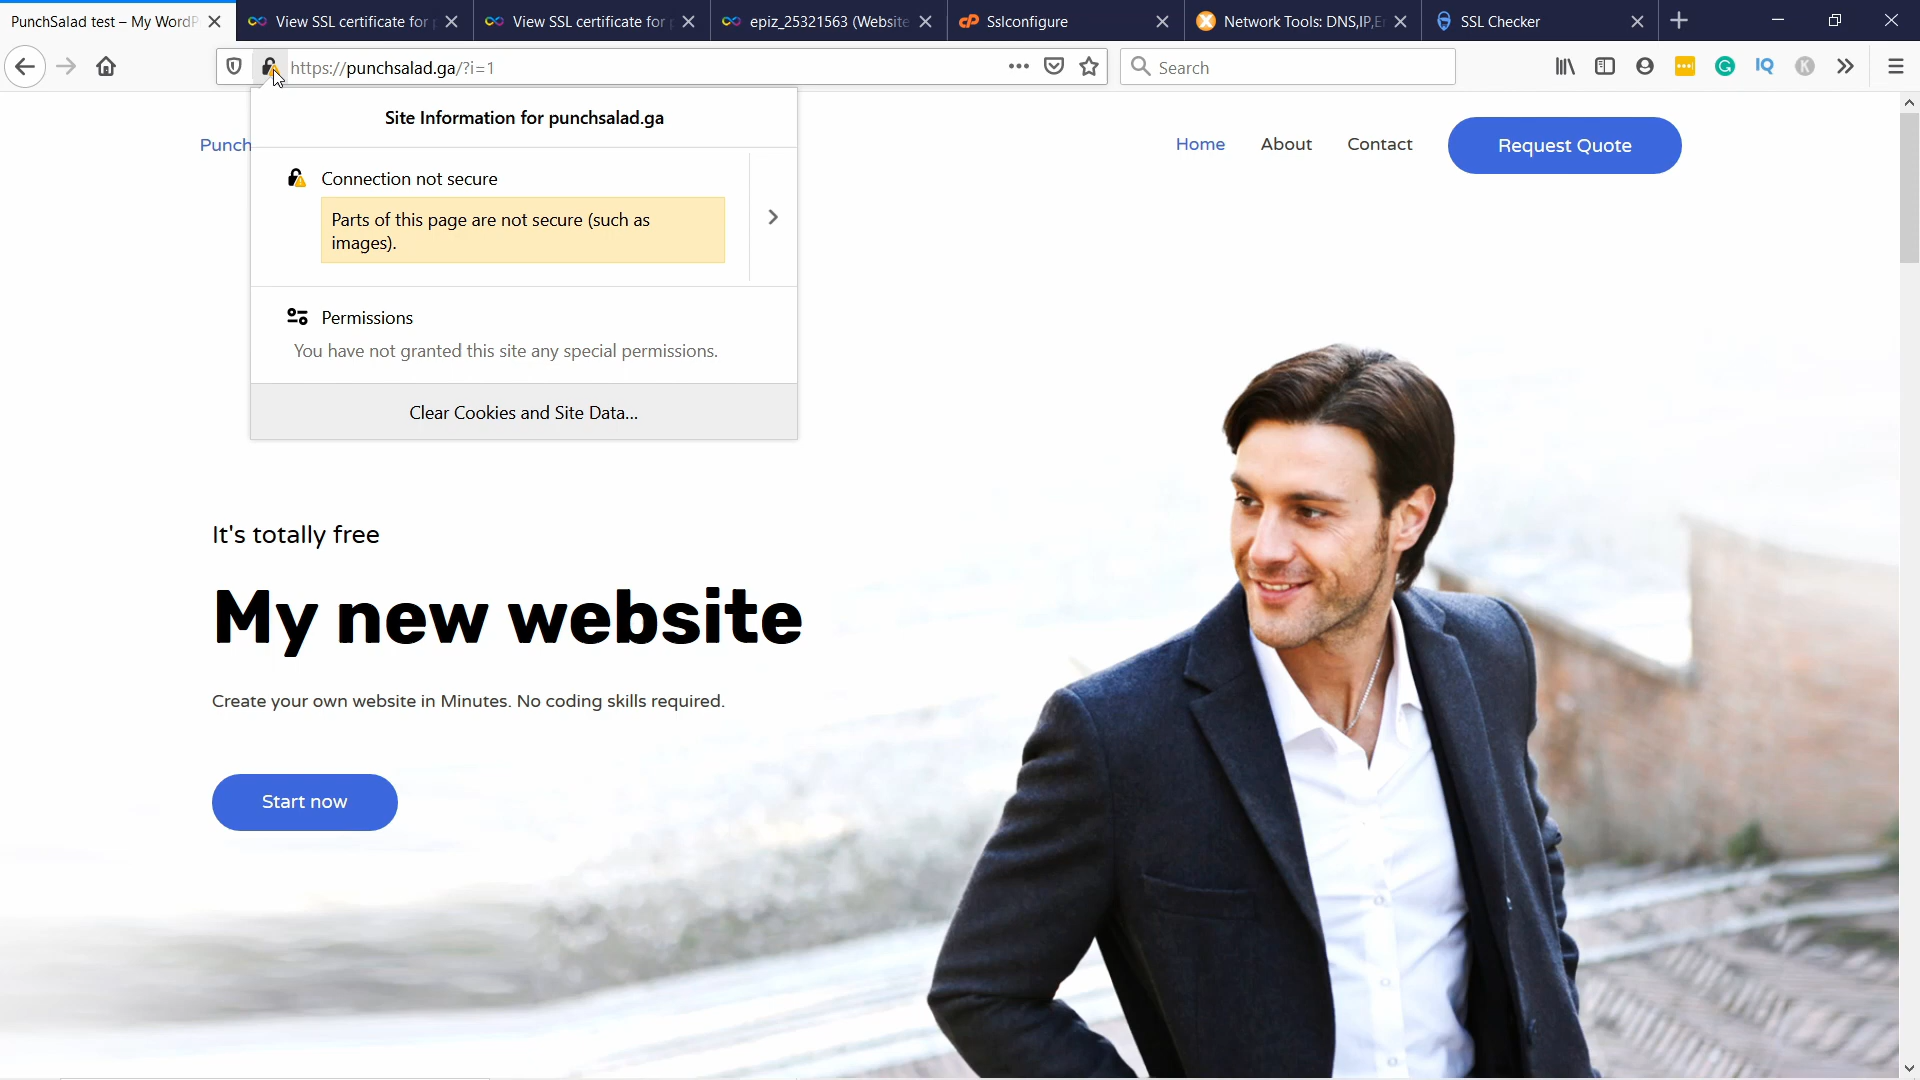 PunchSalad test – My WordP
View SSL certificate for
View SSL certificate for
epiz_25321563 (Website
Sslconfigure
Network Tools: DNS,IP,E
SSL Checker
https://punchsalad.ga/?i=1
Search
Site Information for punchsalad.ga
Connection not secure
Parts of this page are not secure (such as
images).
Permissions
You have not granted this site any special permissions.
Clear Cookies and Site Data...
Punch
Home
About
Contact
Request Quote
It's totally free
My new website
Create your own website in Minutes. No coding skills required.
Start now